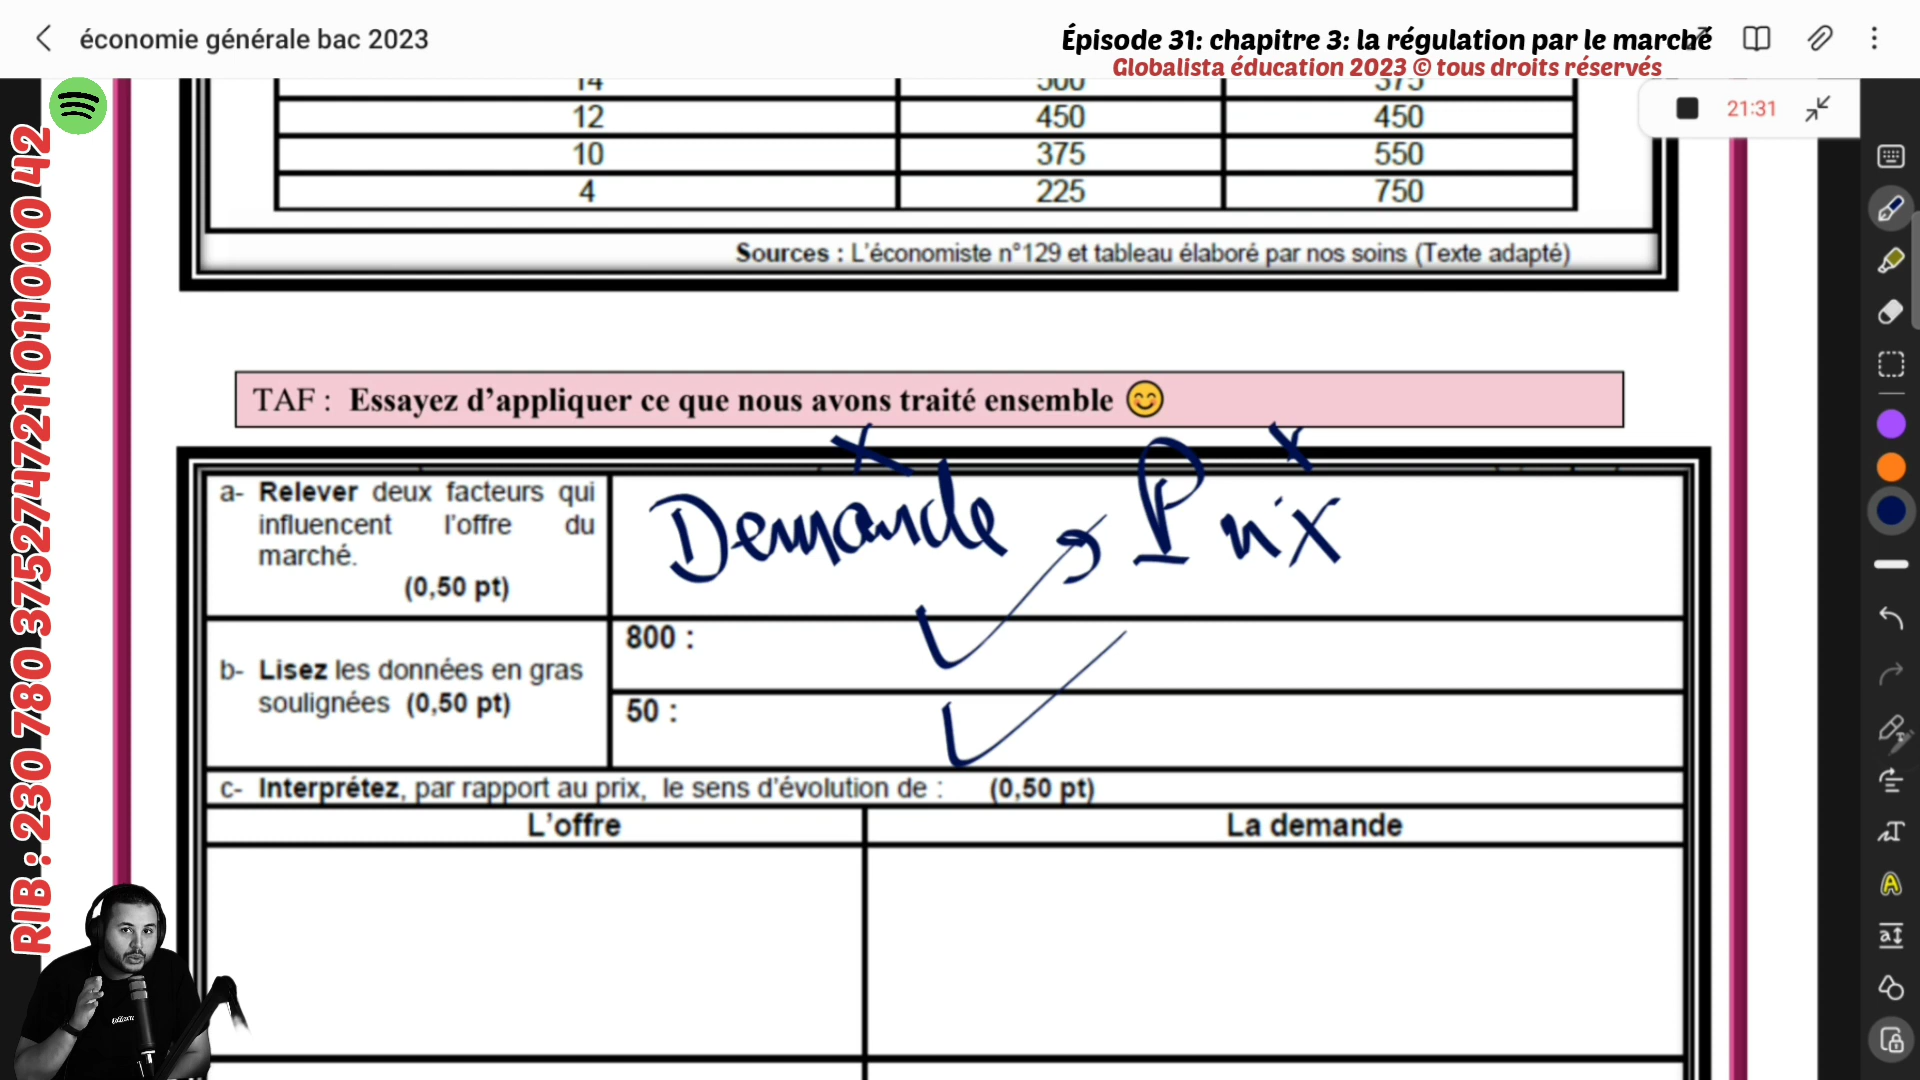 économie générale bac 2023
Épisode 31: chapitre 3: la régulation par le marché
Globalista éducation 2023 © tous droits réservés
21:31
RIB : 230 780 3752747211011000 42
14 500 375
12 450 450
10 375 550
4 225 750
Sources : L'économiste n°129 et tableau élaboré par nos soins (Texte adapté)
TAF : Essayez d'appliquer ce que nous avons traité ensemble 😊
a- Relever deux facteurs qui
influencent l'offre du
marché.
(0,50 pt)
Demande Prix
b- Lisez les données en gras
soulignées (0,50 pt)
800 :
50 :
c- Interprétez, par rapport au prix, le sens d'évolution de : (0,50 pt)
L'offre La demande